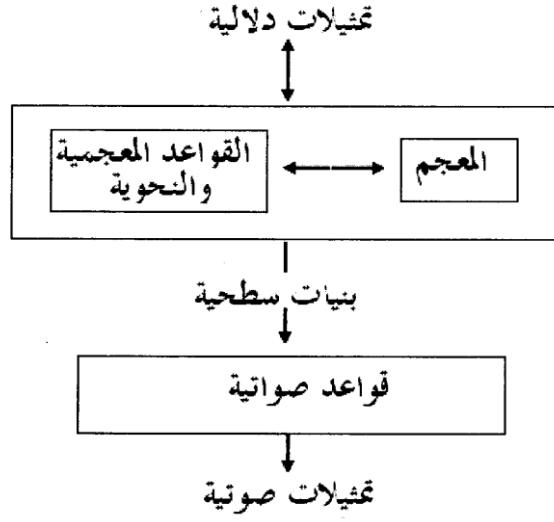 تمثيلات دلالية
القواعد المعجمية
والنحوية
المعجم
بنيات سطحية
قواعد صواتية
تمثيلات صوتية